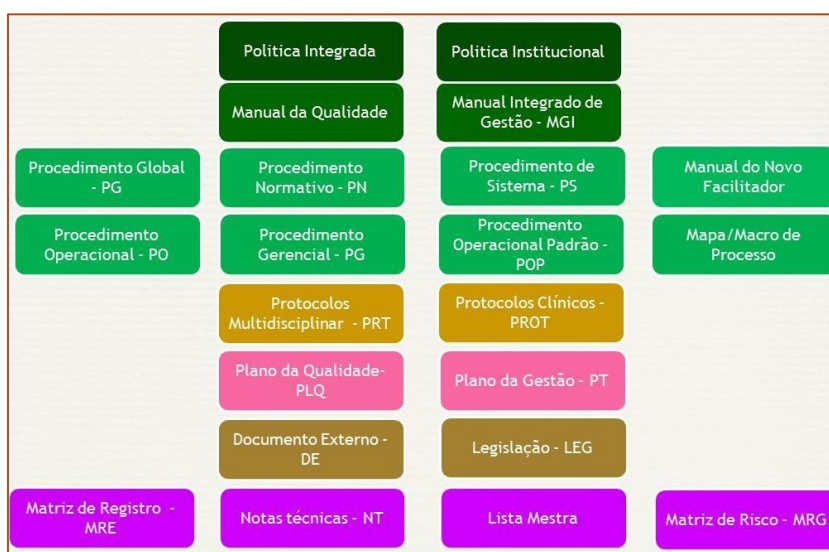 Politica Integrada
Politica Institucional
Manual da Qualidade
Manual Integrado de
Gestão - MGI
Procedimento Global
- PG
Procedimento
Normativo - PN
Procedimento de
Sistema - PS
Manual do Novo
Facilitador
Procedimento
Operacional - PO
Procedimento
Gerencial - PG
Procedimento
Operacional Padrão -
POP
Mapa/Macro de
Processo
Protocolos
Multidisciplinar - PRT
Protocolos Clínicos -
PROT
Plano da Qualidade-
PLQ
Plano da Gestão - PT
Documento Externo -
DE
Legislação - LEG
Matriz de Registro -
MRE
Notas técnicas - NT
Lista Mestra
Matriz de Risco - MRG